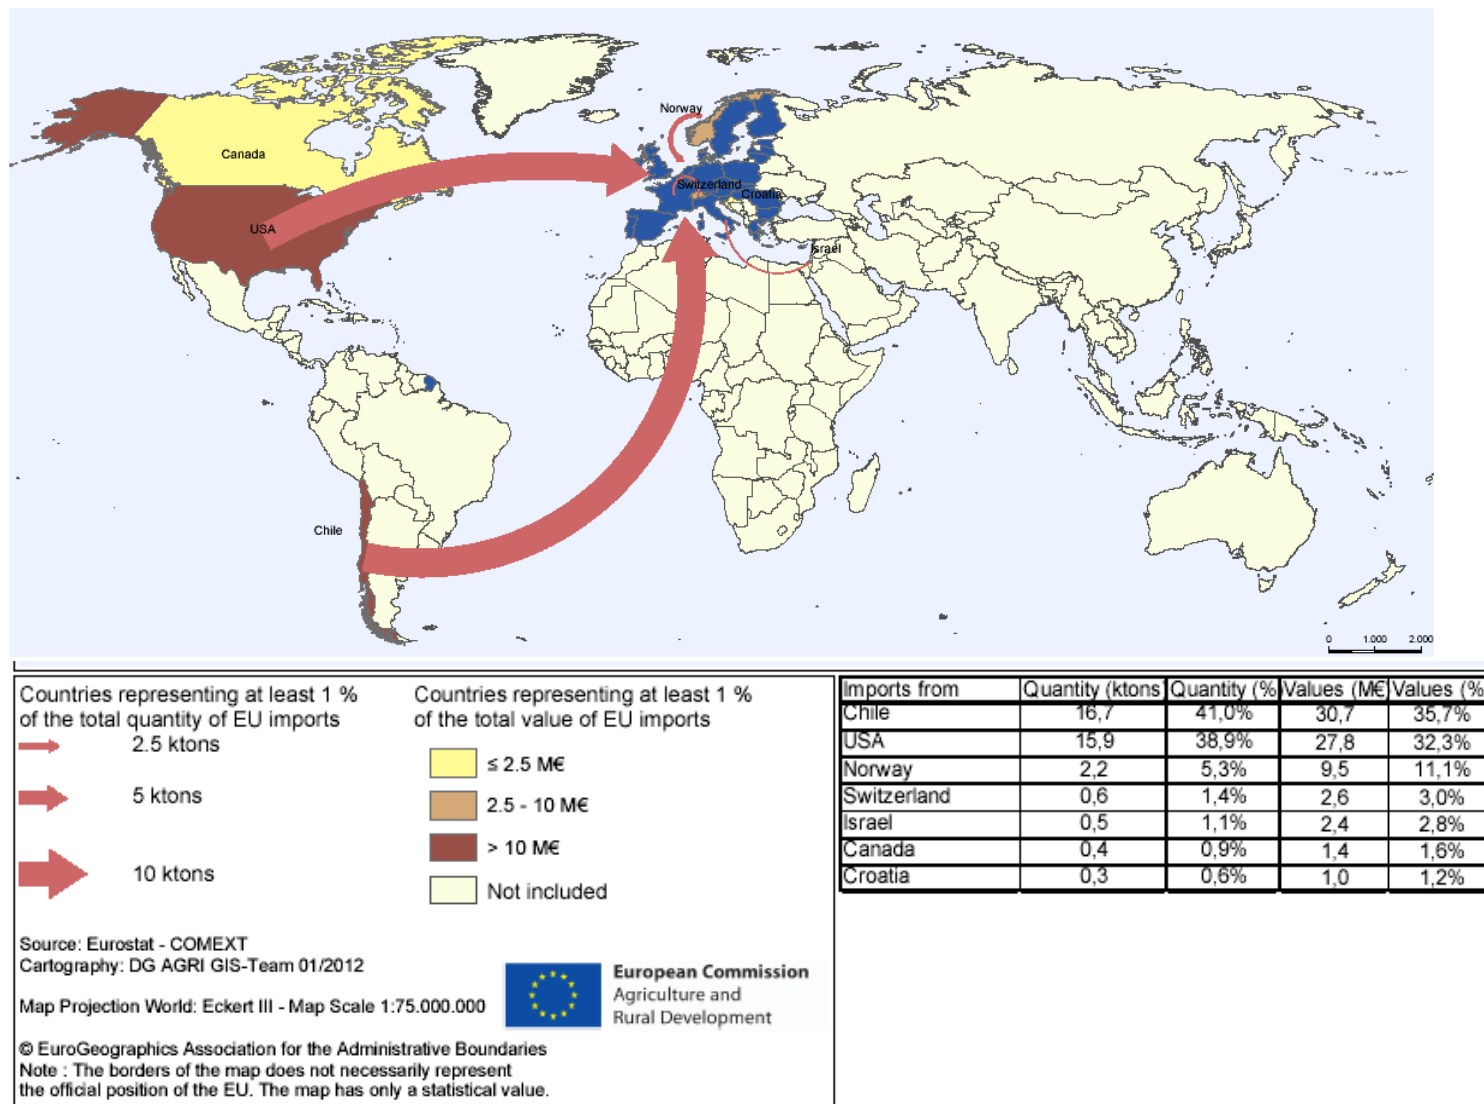 Norway
Canada
Switzerland
Croatia
USA
Israel
Chile
0 1.000 2.000
Countries representing at least 1 %
of the total quantity of EU imports
2.5 ktons
5 ktons
10 ktons
Countries representing at least 1 %
of the total value of EU imports
≤ 2.5 M€
2.5 - 10 M€
> 10 M€
Not included
Imports from Quantity (ktons Quantity (% Values (M€ Values (%
Chile 16,7 41,0% 30,7 35,7%
USA 15,9 38,9% 27,8 32,3%
Norway 2,2 5,3% 9,5 11,1%
Switzerland 0,6 1,4% 2,6 3,0%
Israel 0,5 1,1% 2,4 2,8%
Canada 0,4 0,9% 1,4 1,6%
Croatia 0,3 0,6% 1,0 1,2%
Source: Eurostat - COMEXT
Cartography: DG AGRI GIS-Team 01/2012
Map Projection World: Eckert III - Map Scale 1:75.000.000
European Commission
Agriculture and
Rural Development
© EuroGeographics Association for the Administrative Boundaries
Note : The borders of the map does not necessarily represent
the official position of the EU. The map has only a statistical value.